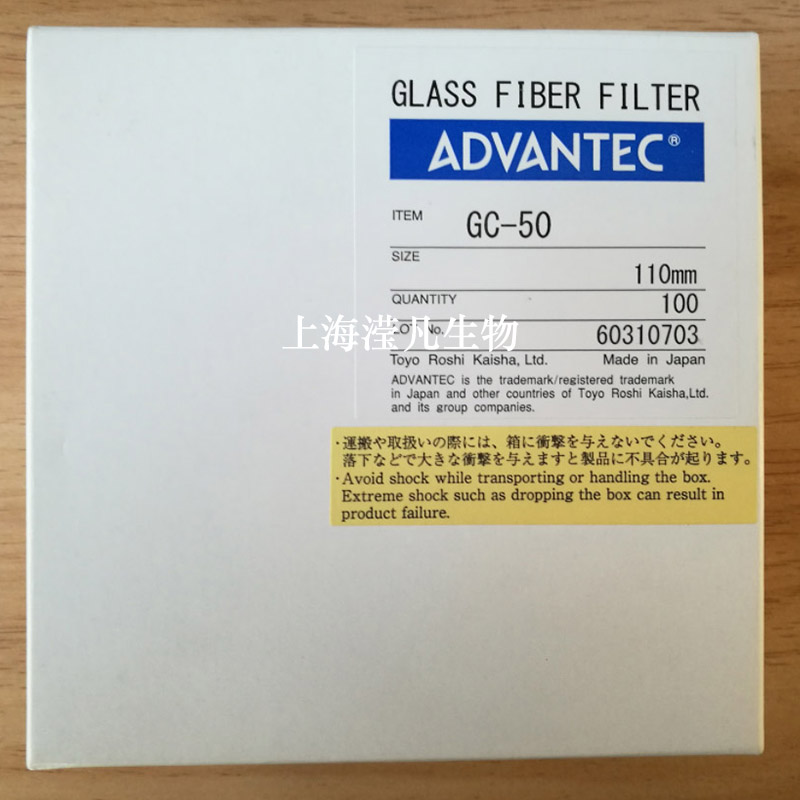 GLASS FIBER FILTER
ADVANTEC®
ITEM GC-50
SIZE
110mm
QUANTITY 100
上海滢凡生物
LOT No. 60310703
Toyo Roshi Kaisha, Ltd. Made in Japan
ADVANTEC is the trademark/registered trademark
in Japan and other countries of Toyo Roshi Kaisha,Ltd.
and its group companies.
・運搬や取扱いの際には、箱に衝撃を与えないでください。
落下などで大きな衝撃を与えますと製品に不具合が起ります。
・Avoid shock while transporting or handling the box.
Extreme shock such as dropping the box can result in
product failure.